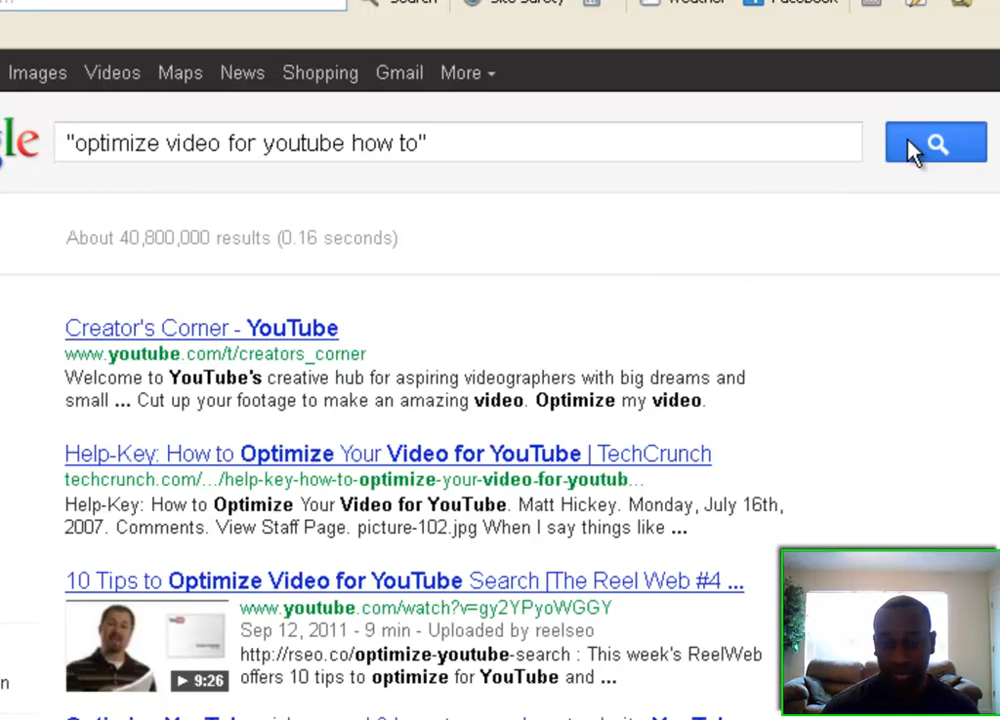 Search Site Safety Weather Facebook
Images Videos Maps News Shopping Gmail More
gle "optimize video for youtube how to"
About 40,800,000 results (0.16 seconds)
Creator's Corner - YouTube
www.youtube.com/t/creators_corner
Welcome to YouTube's creative hub for aspiring videographers with big dreams and
small ... Cut up your footage to make an amazing video. Optimize my video.
Help-Key: How to Optimize Your Video for YouTube | TechCrunch
techcrunch.com/.../help-key-how-to-optimize-your-video-for-youtub...
Help-Key: How to Optimize Your Video for YouTube. Matt Hickey. Monday, July 16th,
2007. Comments. View Staff Page. picture-102.jpg When I say things like ...
10 Tips to Optimize Video for YouTube Search [The Reel Web #4 ...
www.youtube.com/watch?v=gy2YPyoWGGY
Sep 12, 2011 - 9 min - Uploaded by reelseo
http://rseo.co/optimize-youtube-search : This week's ReelWeb
9:26
offers 10 tips to optimize for YouTube and ...
n